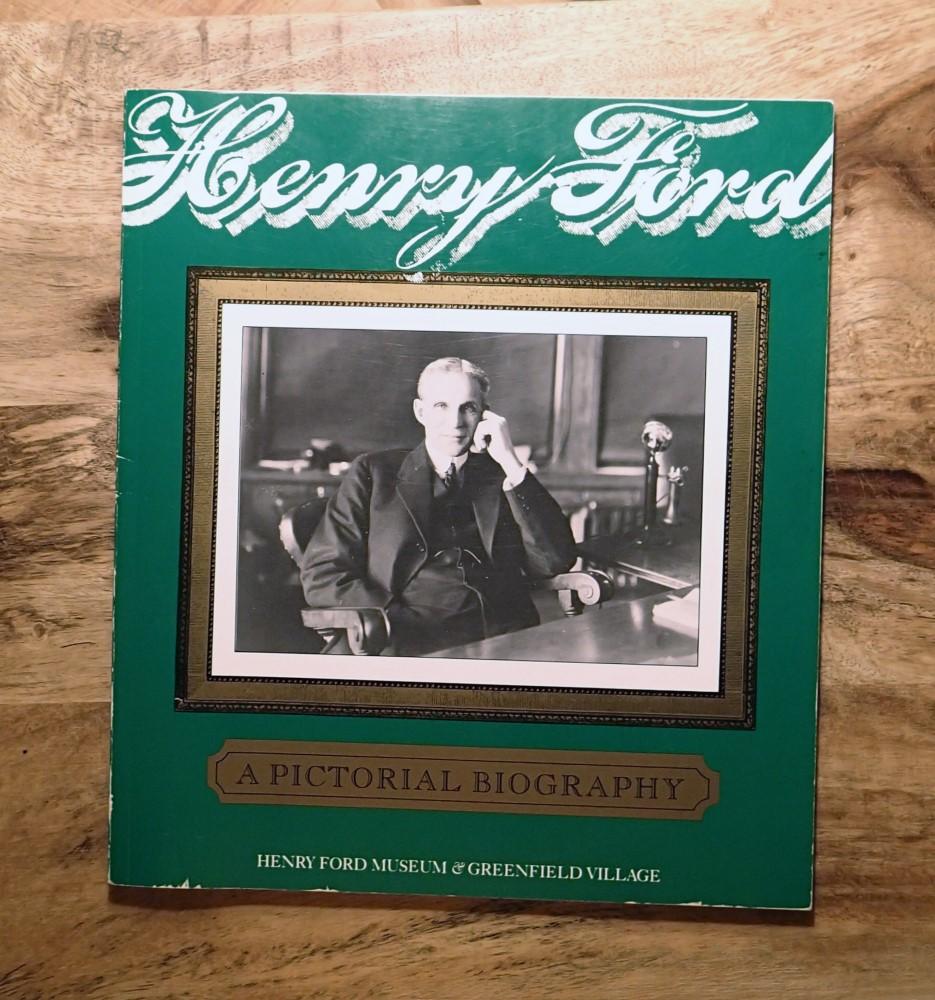 Henry Ford
A PICTORIAL BIOGRAPHY
HENRY FORD MUSEUM & GREENFIELD VILLAGE